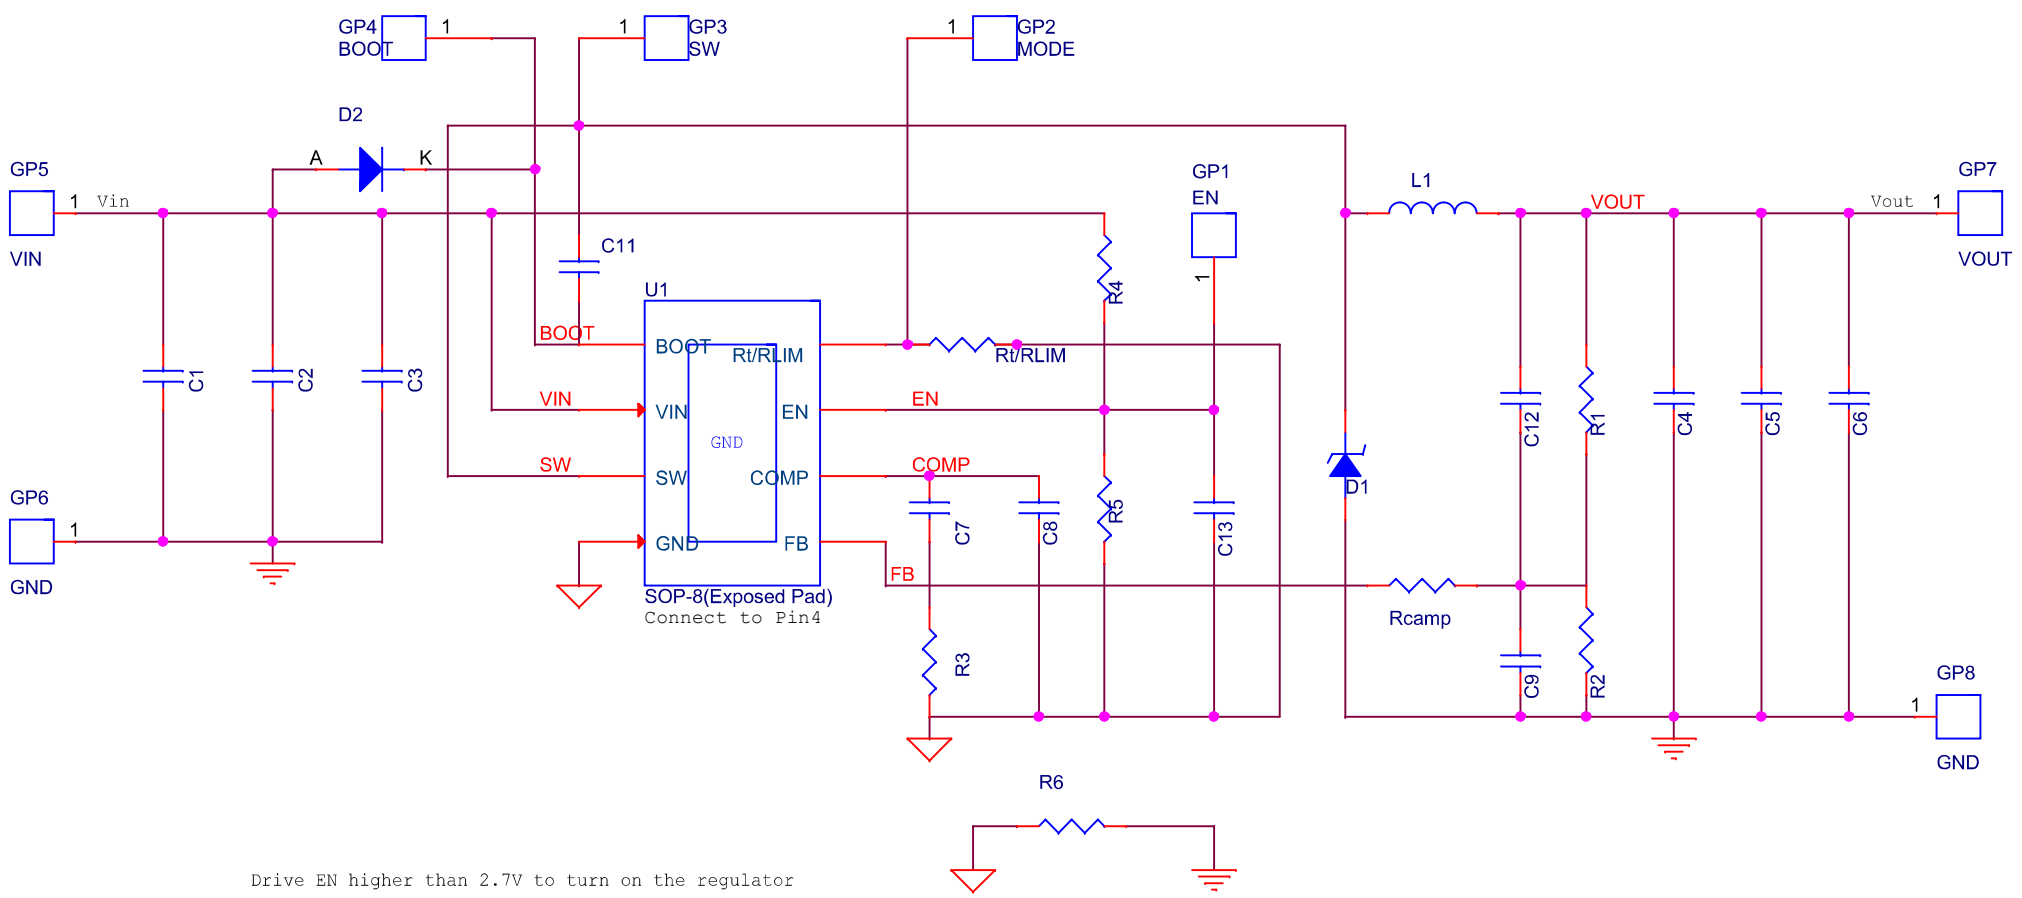 GP4
BOOT
1
1
GP3
SW
1
GP2
MODE
D2
A
K
GP5
1
Vin
VIN
GP1
EN
1
L1
VOUT
Vout
1
GP7
VOUT
C11
R4
U1
BOOT
BOOT
Rt/RLIM
Rt/RLIM
C1
C2
C3
VIN
VIN
EN
EN
GND
C12
R1
C4
C5
C6
SW
SW
COMP
COMP
D1
GP6
1
GND
C7
C8
R5
C13
GND
FB
FB
SOP-8(Exposed Pad)
Connect to Pin4
Rcamp
R3
C9
R2
GP8
1
GND
R6
Drive EN higher than 2.7V to turn on the regulator